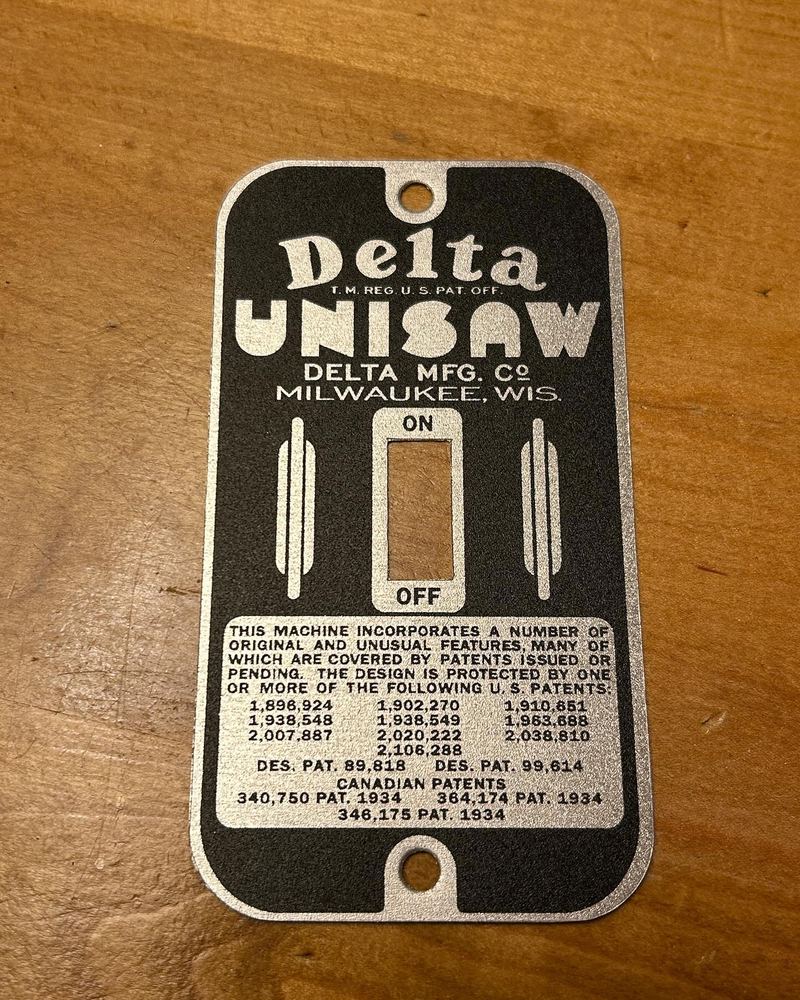 Delta
T. M. REG. U. S. PAT. OFF.
UNISAW
DELTA MFG. Cº
MILWAUKEE, WIS.
ON
OFF
THIS MACHINE INCORPORATES A NUMBER OF
ORIGINAL AND UNUSUAL FEATURES, MANY OF
WHICH ARE COVERED BY PATENTS ISSUED OR
PENDING. THE DESIGN IS PROTECTED BY ONE
OR MORE OF THE FOLLOWING U. S. PATENTS:
1,896,924 1,902,270 1,910,651
1,938,548 1,938,549 1,963,688
2,007,887 2,020,222 2,038,810
2,106,288
DES. PAT. 89,818 DES. PAT. 99,614
CANADIAN PATENTS
340,750 PAT. 1934 364,174 PAT. 1934
346,175 PAT. 1934